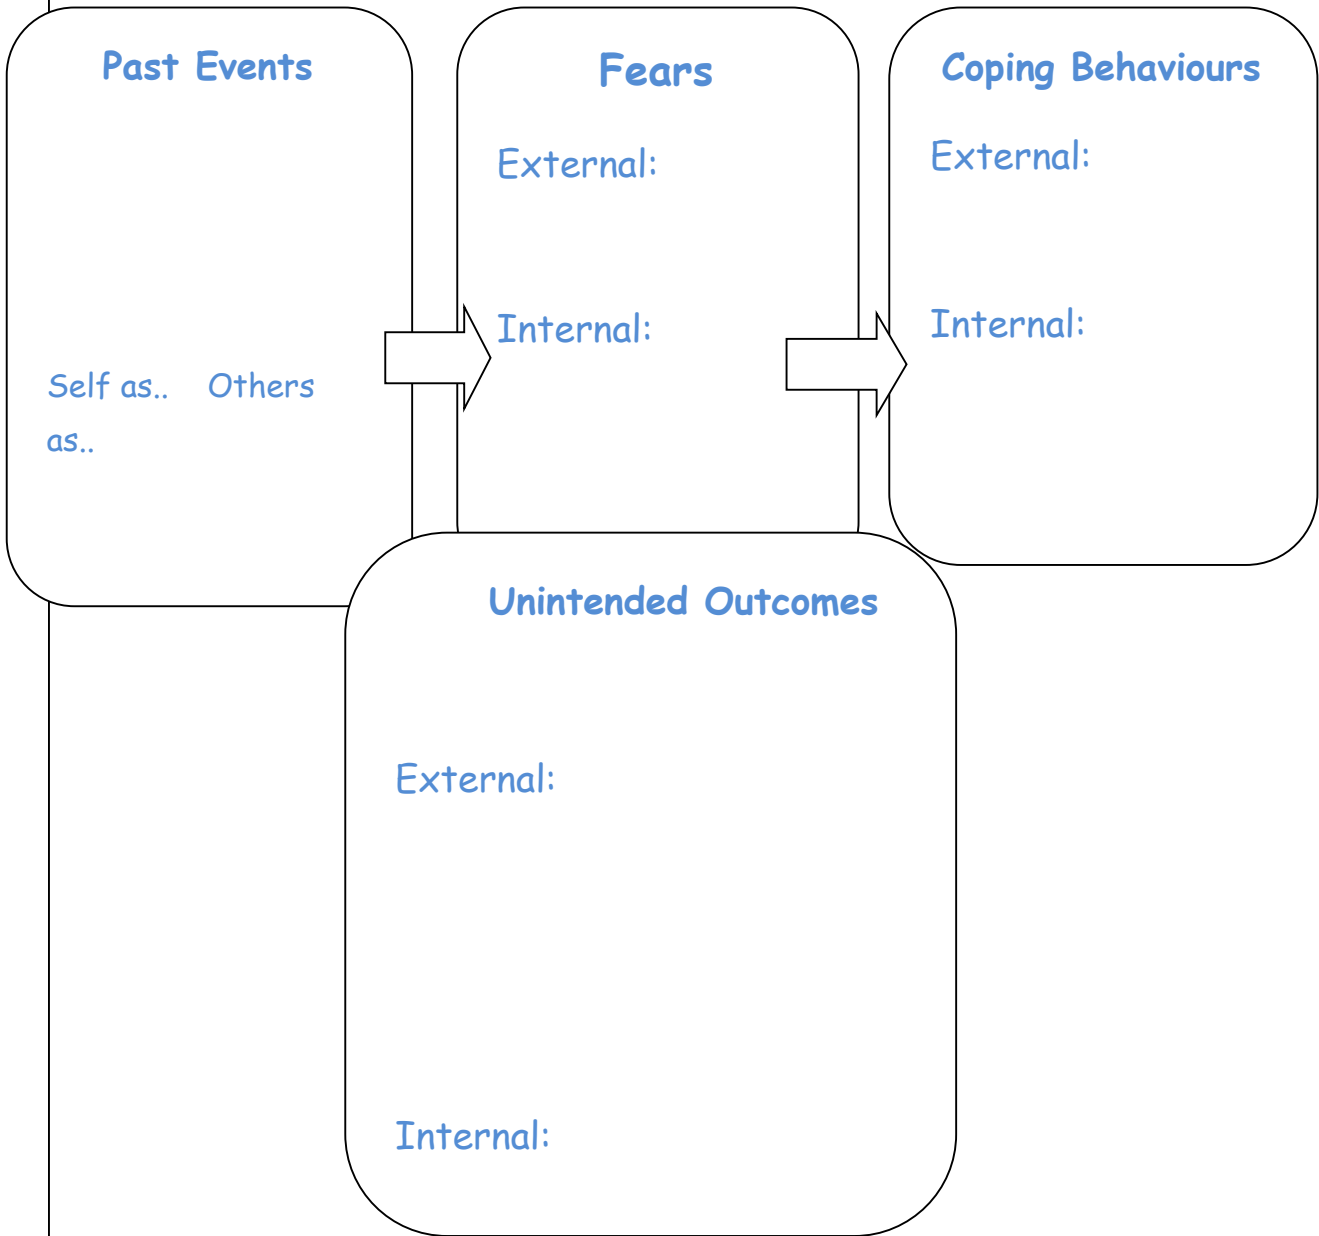 Past Events
Self as.. Others
as..
Fears
External:
Internal:
Coping Behaviours
External:
Internal:
Unintended Outcomes
External:
Internal: